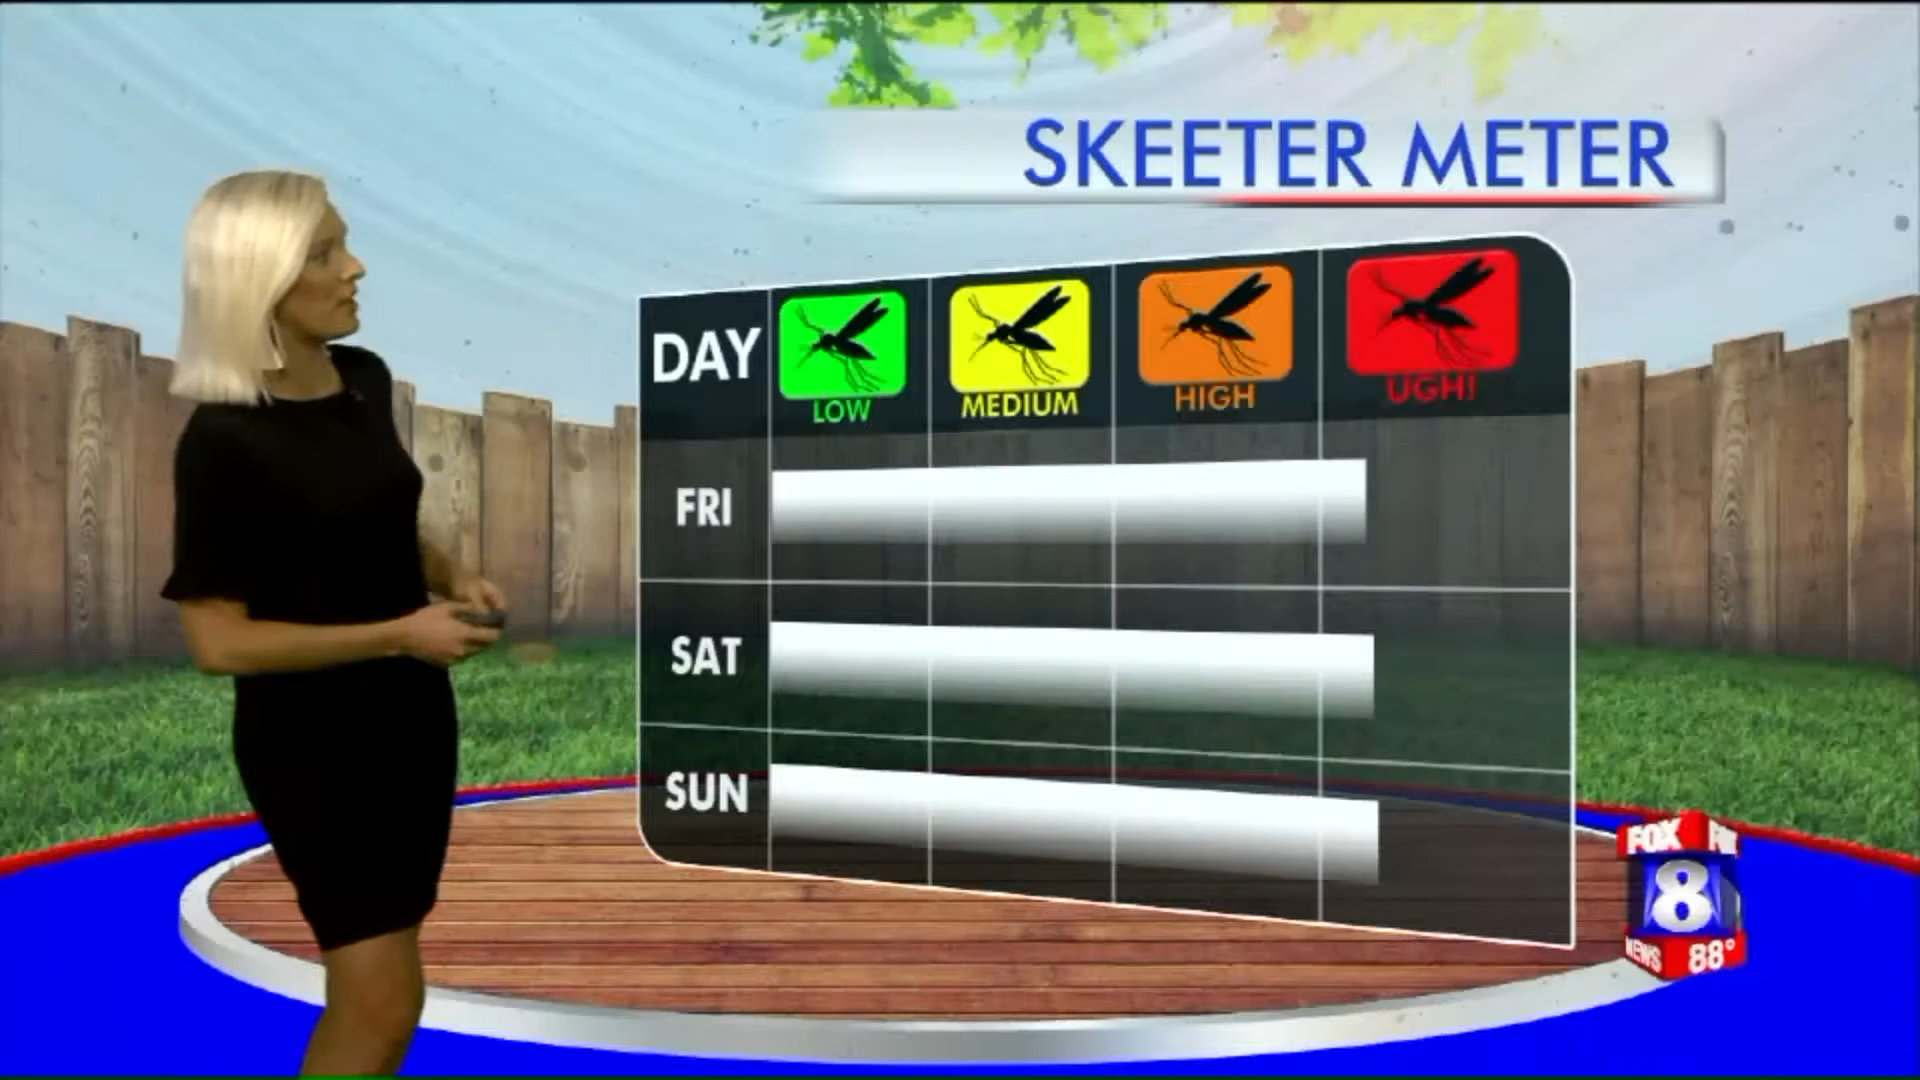 SKEETER METER
DAY
LOW
MEDIUM
HIGH
UGH!
FRI
SAT
SUN
FOX
8
NEWS
88°